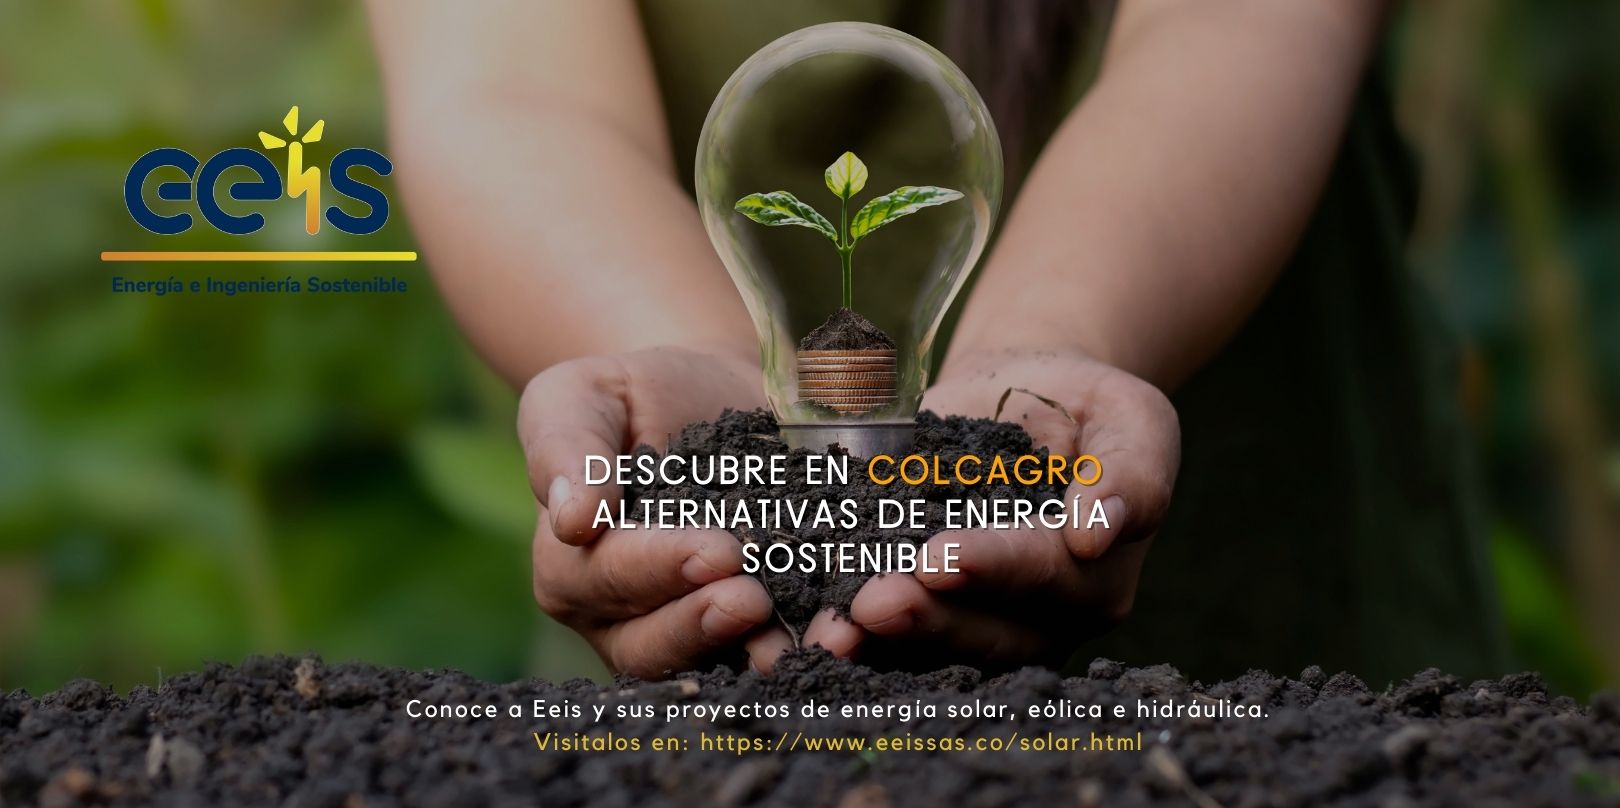 eeis
Energía e Ingeniería Sostenible
DESCUBRE EN COLCAGRO
ALTERNATIVAS DE ENERGÍA
SOSTENIBLE
Conoce a Eeis y sus proyectos de energía solar, eólica e hidráulica.
Visitalos en: https://www.eeissas.co/solar.html